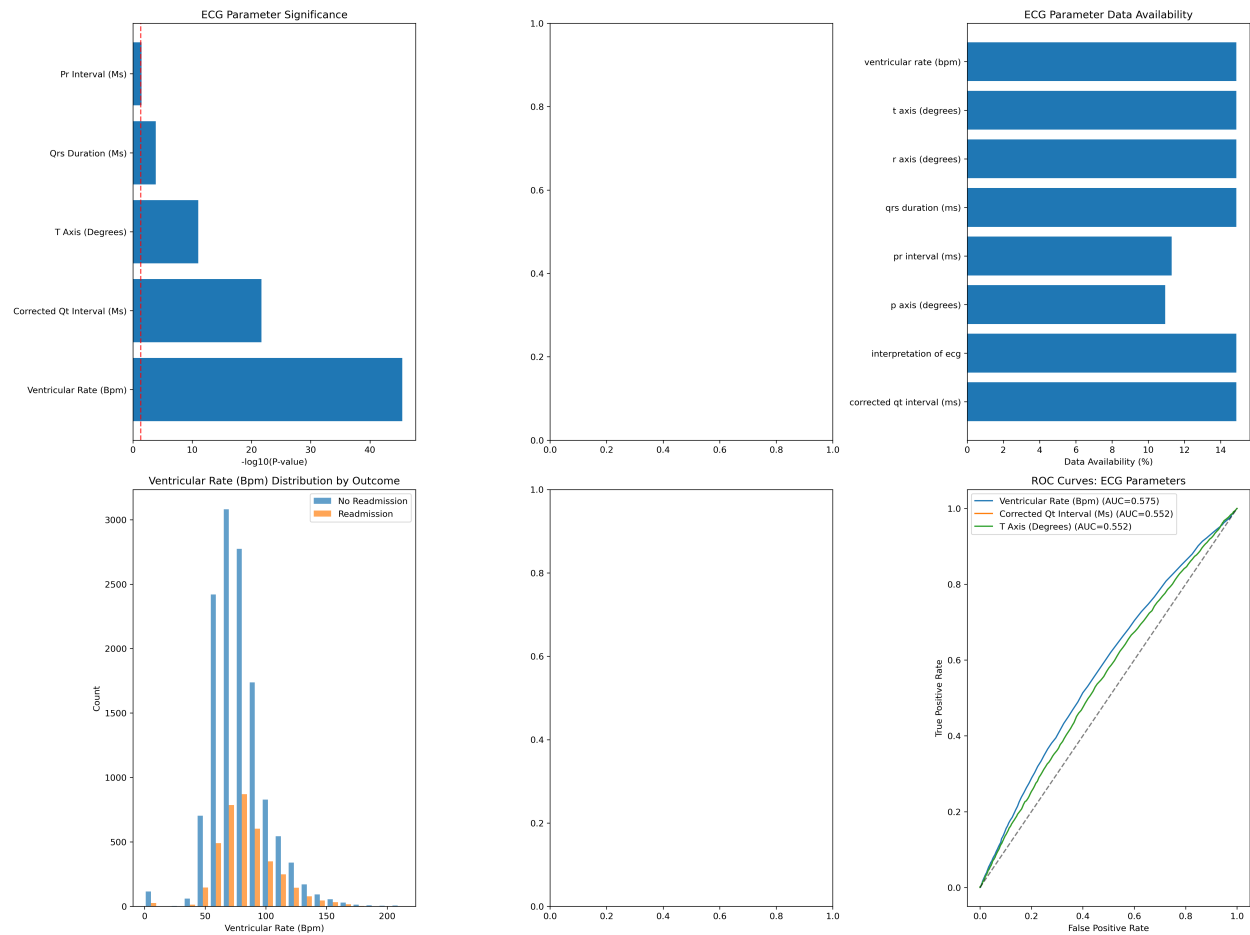 ECG Parameter Significance
Pr Interval (Ms)
Qrs Duration (Ms)
T Axis (Degrees)
Corrected Qt Interval (Ms)
Ventricular Rate (Bpm)
0 10 20 30 40
-log10(P-value)
1.0
0.8
0.6
0.4
0.2
0.0
0.0 0.2 0.4 0.6 0.8 1.0
ECG Parameter Data Availability
ventricular rate (bpm)
t axis (degrees)
r axis (degrees)
qrs duration (ms)
pr interval (ms)
p axis (degrees)
interpretation of ecg
corrected qt interval (ms)
0 2 4 6 8 10 12 14
Data Availability (%)
Ventricular Rate (Bpm) Distribution by Outcome
No Readmission
Readmission
Count
3000
2500
2000
1500
1000
500
0
0 50 100 150 200
Ventricular Rate (Bpm)
1.0
0.8
0.6
0.4
0.2
0.0
0.0 0.2 0.4 0.6 0.8 1.0
ROC Curves: ECG Parameters
Ventricular Rate (Bpm) (AUC=0.575)
Corrected Qt Interval (Ms) (AUC=0.552)
T Axis (Degrees) (AUC=0.552)
True Positive Rate
1.0
0.8
0.6
0.4
0.2
0.0
0.0 0.2 0.4 0.6 0.8 1.0
False Positive Rate